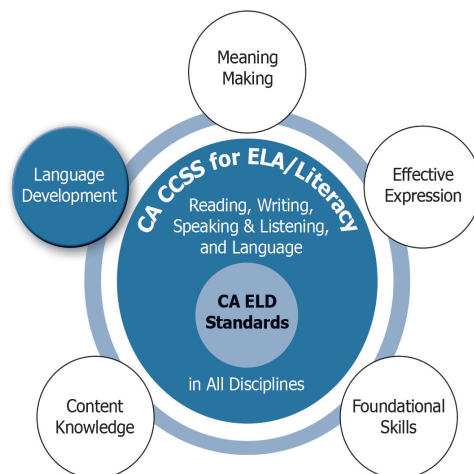 Meaning
Making
Language
Development
Effective
Expression
CA CCSS for ELA/Literacy
Reading, Writing,
Speaking & Listening,
and Language
CA ELD
Standards
in All Disciplines
Content
Knowledge
Foundational
Skills